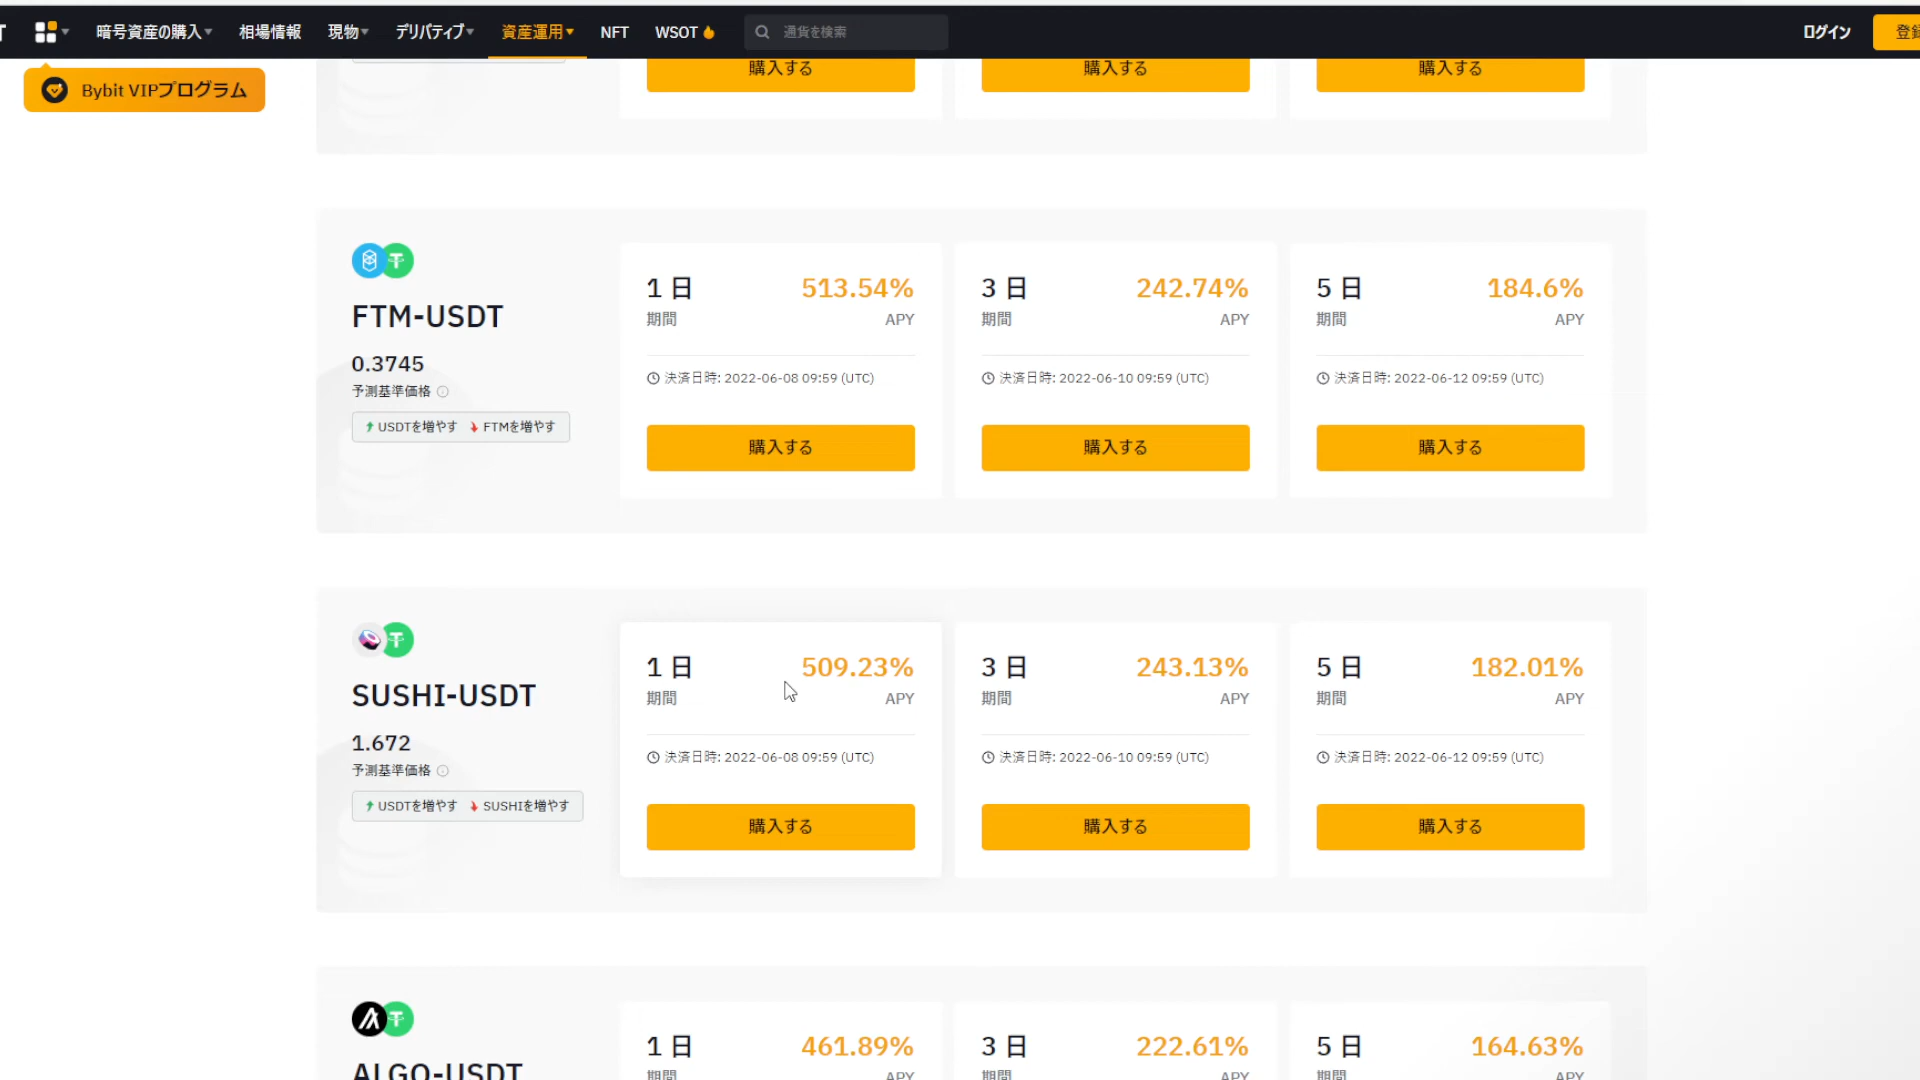 T 暗号資産の購入 相場情報 現物 デリバティブ 資産運用 NFT WSOT 通貨を検索 ログイン
Bybit VIPプログラム
購入する 購入する 購入する
FTM-USDT
0.3745
予測基準価格
USDTを増やす FTMを増やす
1 日 513.54%
期間 APY
決済日時: 2022-06-08 09:59 (UTC)
購入する
3 日 242.74%
期間 APY
決済日時: 2022-06-10 09:59 (UTC)
購入する
5 日 184.6%
期間 APY
決済日時: 2022-06-12 09:59 (UTC)
購入する
SUSHI-USDT
1.672
予測基準価格
USDTを増やす SUSHIを増やす
1 日 509.23%
期間 APY
決済日時: 2022-06-08 09:59 (UTC)
購入する
3 日 243.13%
期間 APY
決済日時: 2022-06-10 09:59 (UTC)
購入する
5 日 182.01%
期間 APY
決済日時: 2022-06-12 09:59 (UTC)
購入する
ALGO-USDT
1 日 461.89%
期間 APY
3 日 222.61%
期間 APY
5 日 164.63%
期間 APY